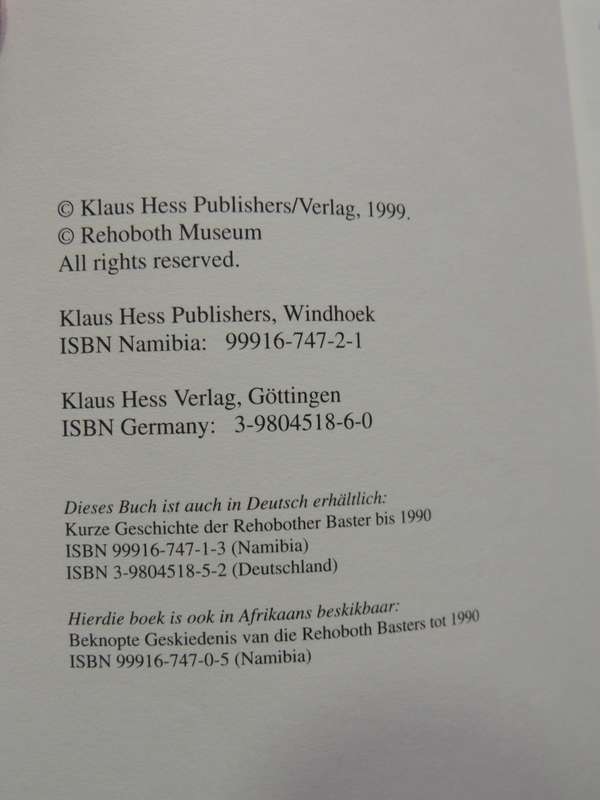 © Klaus Hess Publishers/Verlag, 1999.
© Rehoboth Museum
All rights reserved.
Klaus Hess Publishers, Windhoek
ISBN Namibia: 99916-747-2-1
Klaus Hess Verlag, Göttingen
ISBN Germany: 3-9804518-6-0
Dieses Buch ist auch in Deutsch erhältlich:
Kurze Geschichte der Rehobother Baster bis 1990
ISBN 99916-747-1-3 (Namibia)
ISBN 3-9804518-5-2 (Deutschland)
Hierdie boek is ook in Afrikaans beskikbaar:
Beknopte Geskiedenis van die Rehoboth Basters tot 1990
ISBN 99916-747-0-5 (Namibia)